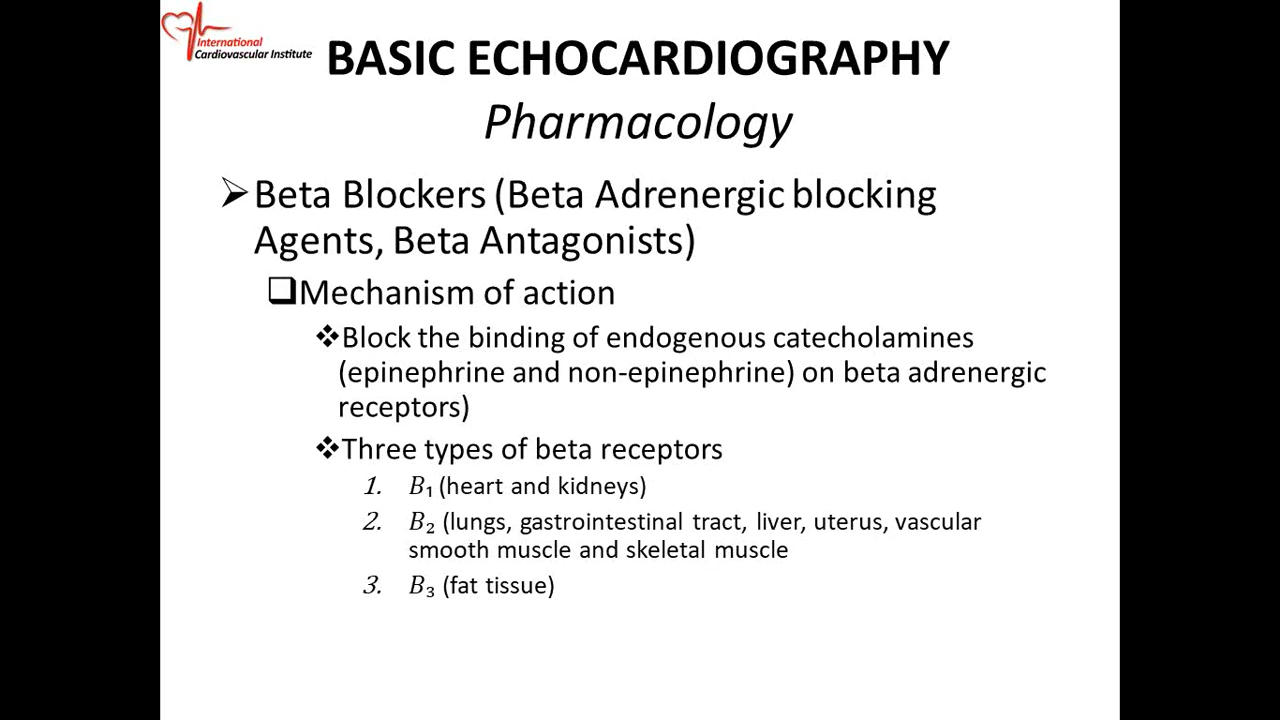 International
Cardiovascular Institute
BASIC ECHOCARDIOGRAPHY
Pharmacology
Beta Blockers (Beta Adrenergic blocking
Agents, Beta Antagonists)
Mechanism of action
Block the binding of endogenous catecholamines
(epinephrine and non-epinephrine) on beta adrenergic
receptors)
Three types of beta receptors
1. B₁ (heart and kidneys)
2. B₂ (lungs, gastrointestinal tract, liver, uterus, vascular
smooth muscle and skeletal muscle
3. B₃ (fat tissue)